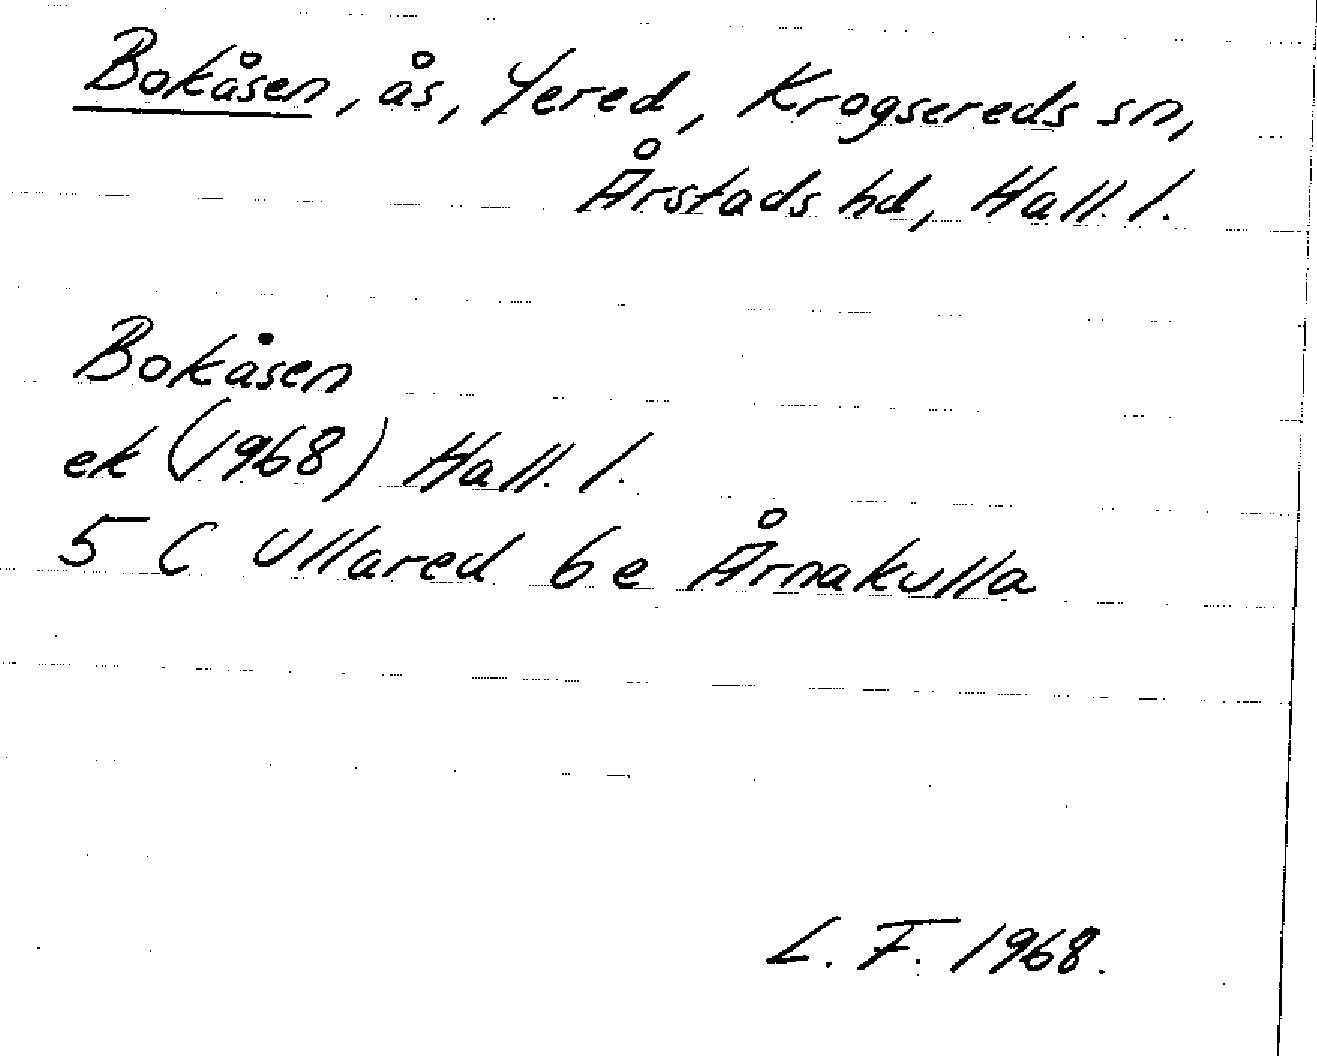 Bokåsen, ås, Yered, Krogsereds sn,
Årstads hd, Hall. l.
Bokåsen
ek (1968) Hall. l.
5 C Ullared 6 e Årnakulla
L. F. 1968.